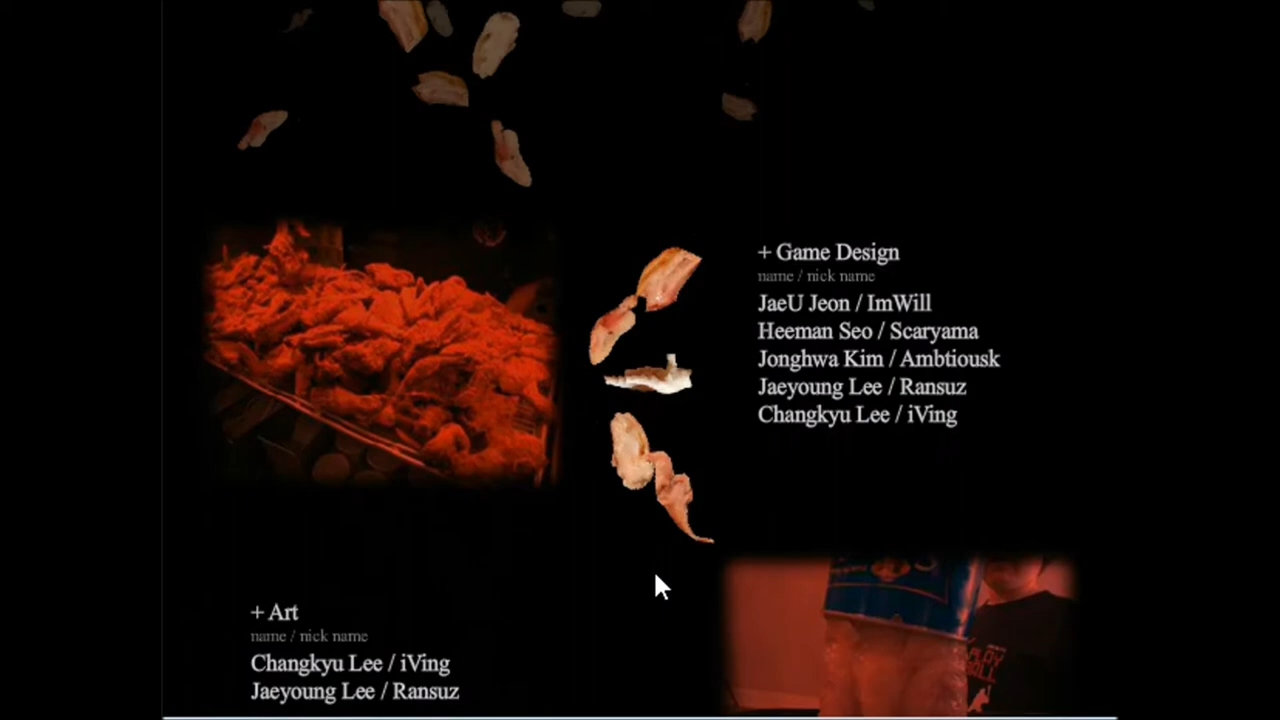 + Game Design
name / nick name
JaeU Jeon / ImWill
Heeman Seo / Scaryama
Jonghwa Kim / Ambtiousk
Jaeyoung Lee / Ransuz
Changkyu Lee / iVing
+ Art
name / nick name
Changkyu Lee / iVing
Jaeyoung Lee / Ransuz